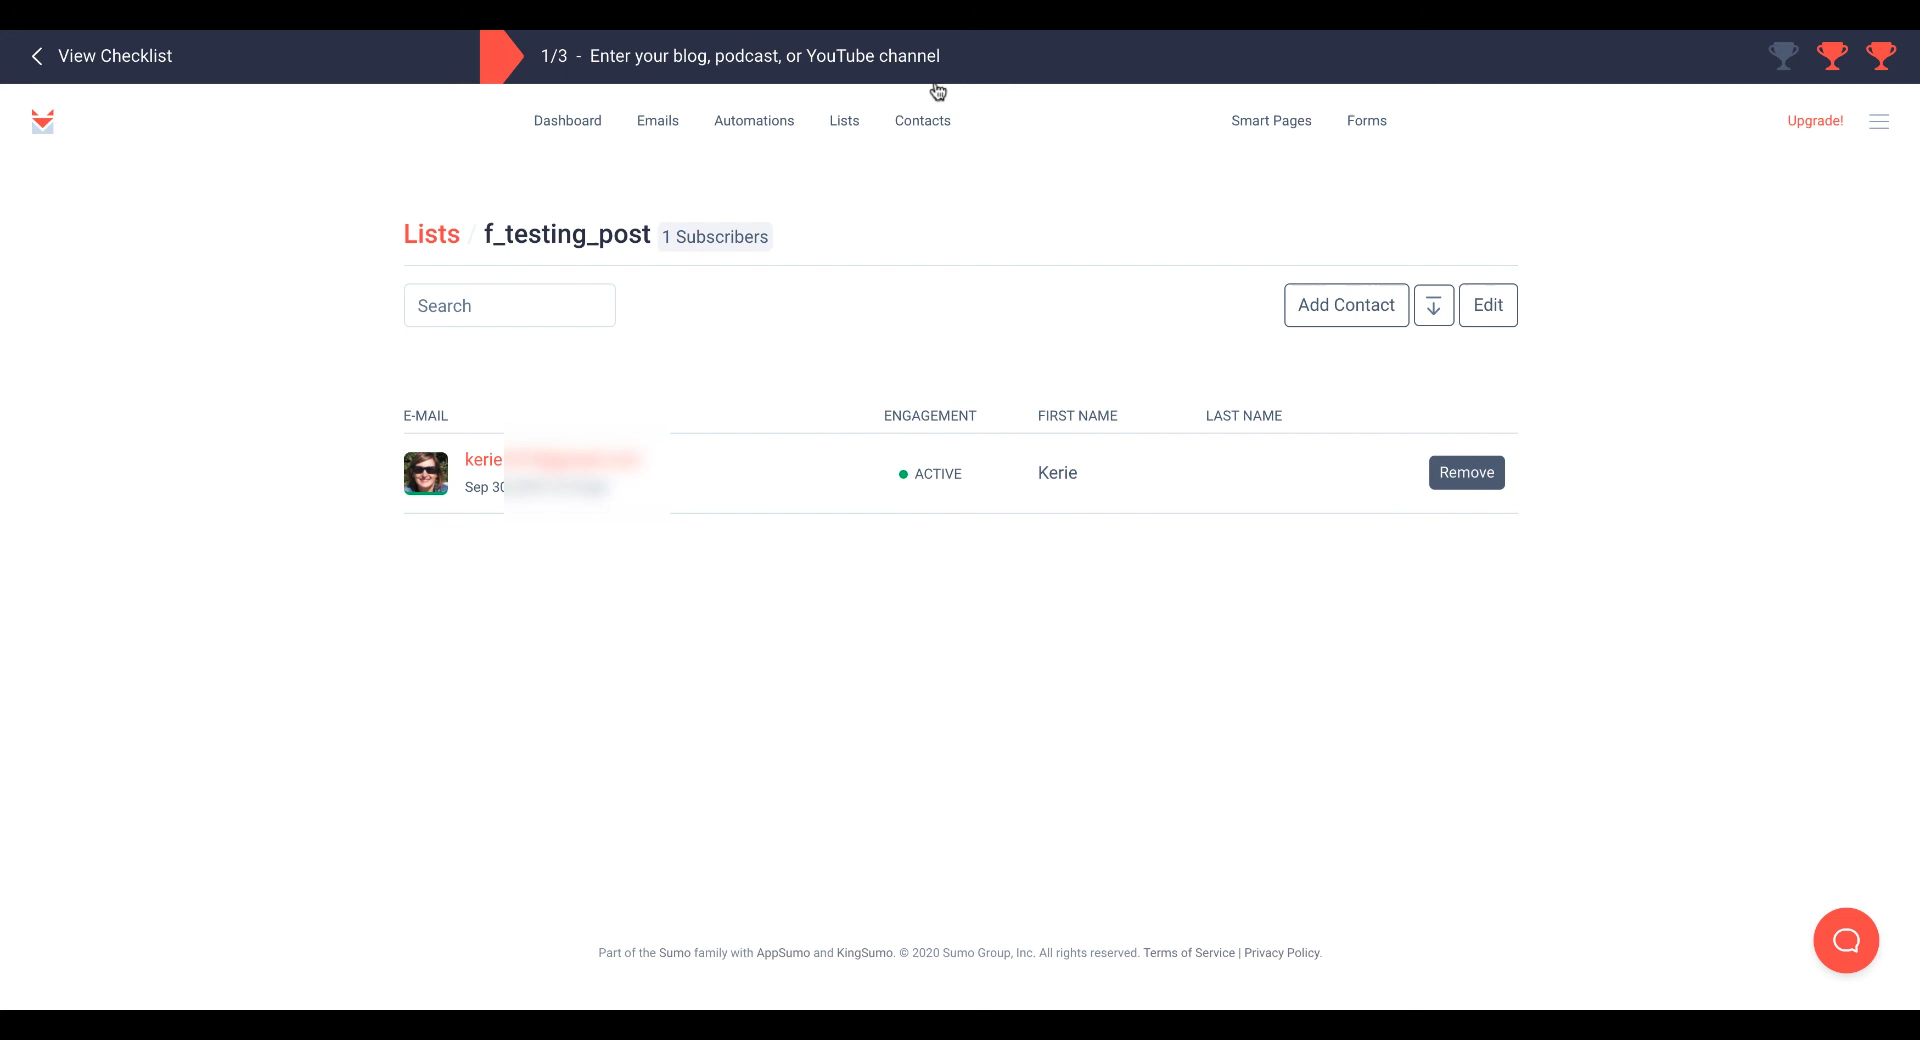 View Checklist
1/3 - Enter your blog, podcast, or YouTube channel
Dashboard Emails Automations Lists Contacts Smart Pages Forms Upgrade!
Lists / f_testing_post 1 Subscribers
Search Add Contact Edit
E-MAIL ENGAGEMENT FIRST NAME LAST NAME
kerie
Sep 30
ACTIVE Kerie Remove
Part of the Sumo family with AppSumo and KingSumo. © 2020 Sumo Group, Inc. All rights reserved. Terms of Service | Privacy Policy.